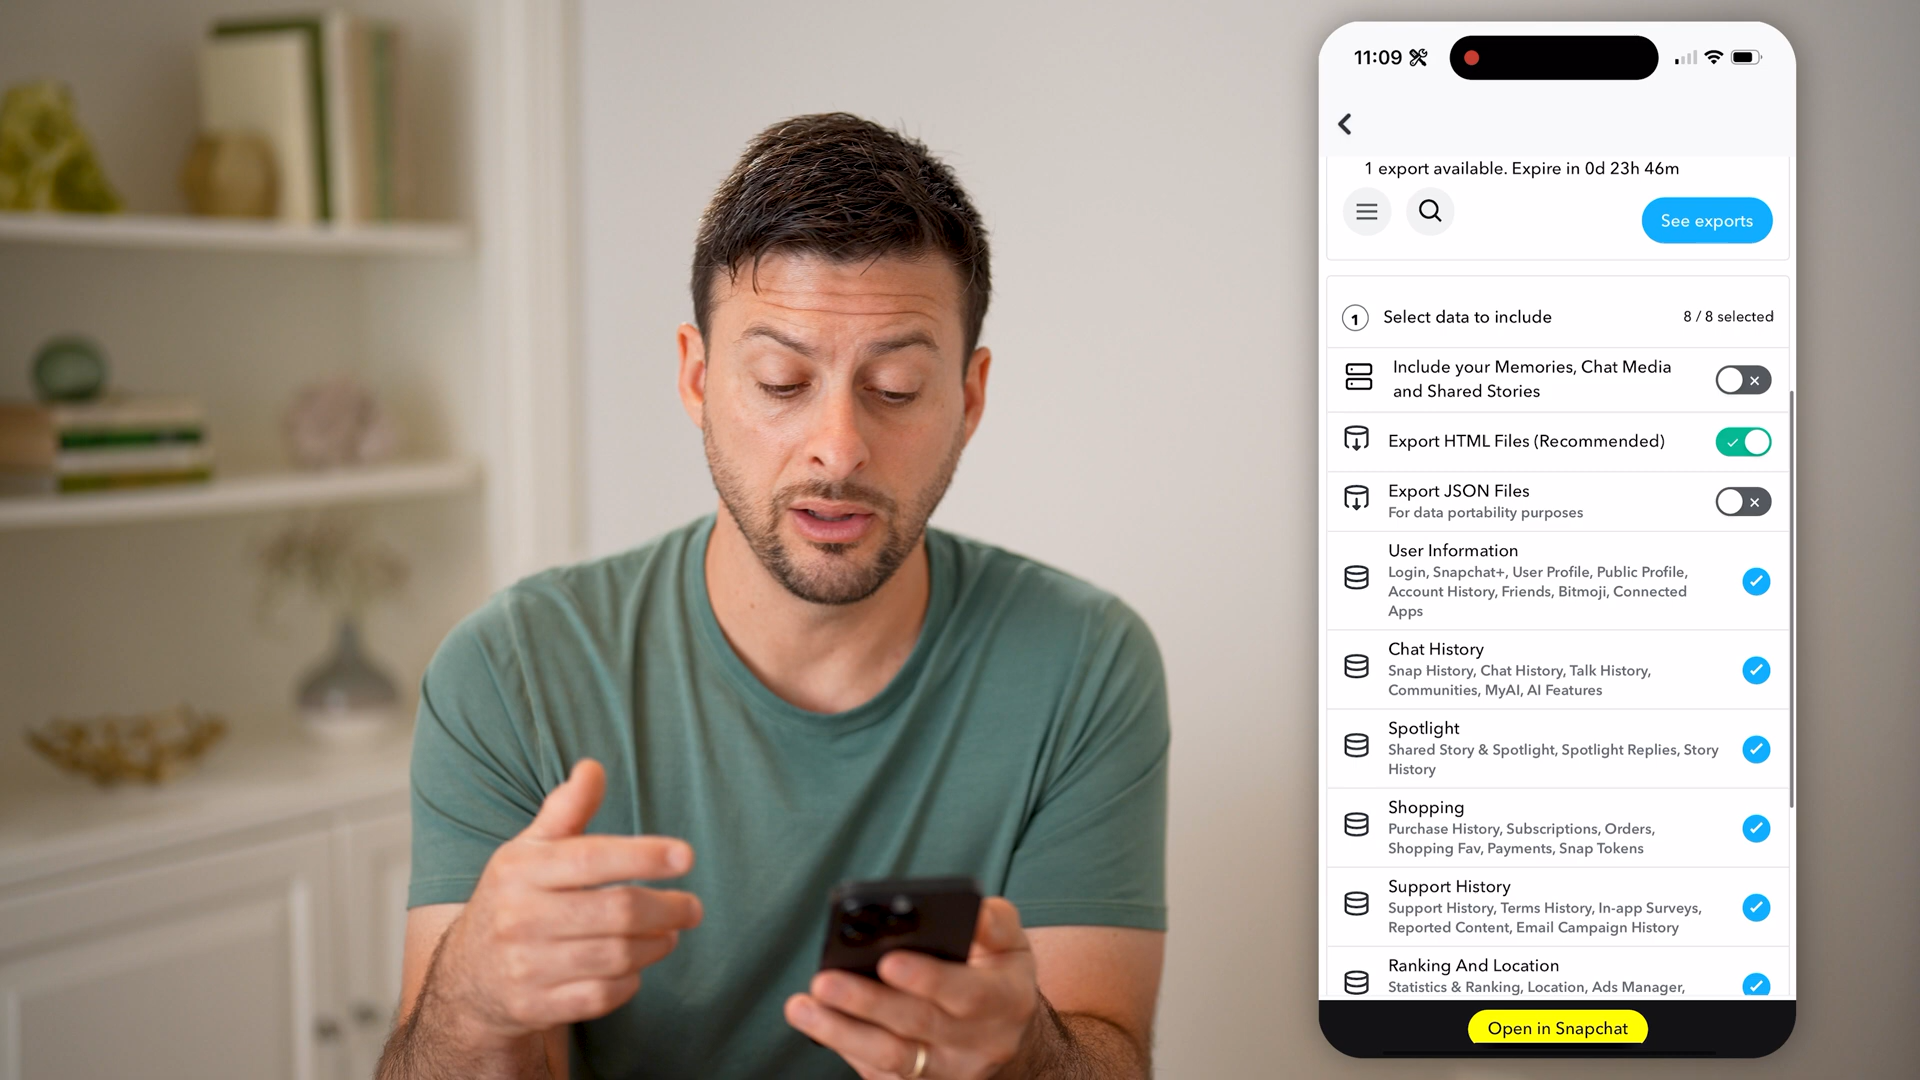 11:09
1 export available. Expire in 0d 23h 46m
See exports
1 Select data to include 8 / 8 selected
Include your Memories, Chat Media
and Shared Stories
Export HTML Files (Recommended)
Export JSON Files
For data portability purposes
User Information
Login, Snapchat+, User Profile, Public Profile,
Account History, Friends, Bitmoji, Connected
Apps
Chat History
Snap History, Chat History, Talk History,
Communities, MyAI, AI Features
Spotlight
Shared Story & Spotlight, Spotlight Replies, Story
History
Shopping
Purchase History, Subscriptions, Orders,
Shopping Fav, Payments, Snap Tokens
Support History
Support History, Terms History, In-app Surveys,
Reported Content, Email Campaign History
Ranking And Location
Statistics & Ranking, Location, Ads Manager,
Open in Snapchat